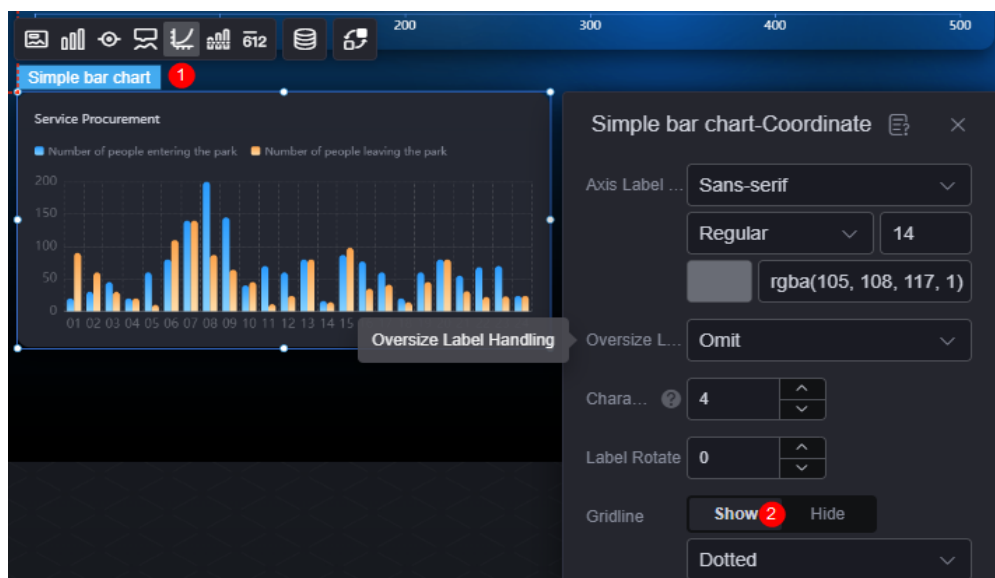 200 300 400 500
612
Simple bar chart 1
Service Procurement
Number of people entering the park Number of people leaving the park
200
150
100
50
0
01 02 03 04 05 06 07 08 09 10 11 12 13 14 15
Oversize Label Handling
Simple bar chart-Coordinate
Axis Label ... Sans-serif
Regular 14
rgba(105, 108, 117, 1)
Oversize L... Omit
Chara... ? 4
Label Rotate 0
Gridline Show 2 Hide
Dotted